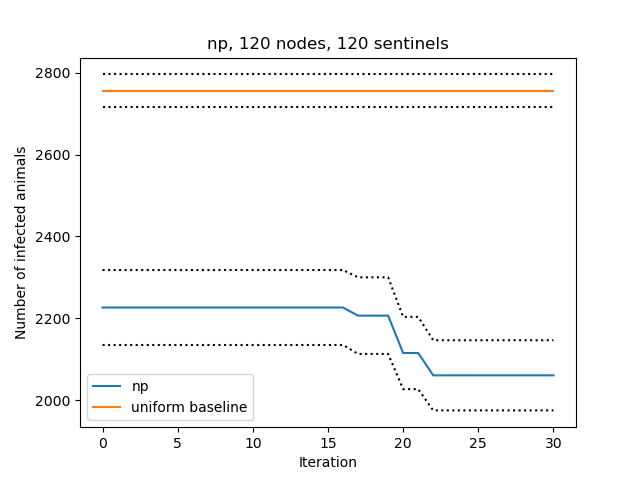 np, 120 nodes, 120 sentinels
2800
2600
2400
2200
2000
Number of infected animals
np
uniform baseline
0 5 10 15 20 25 30
Iteration